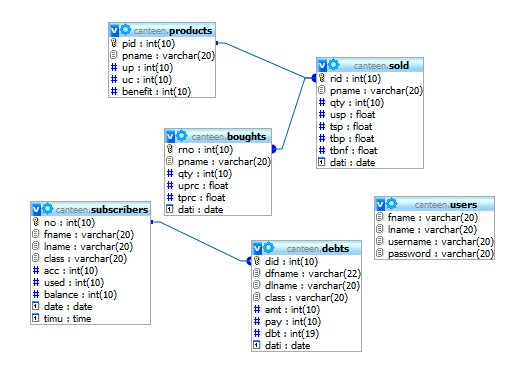 canteen.products
pid : int(10)
pname : varchar(20)
up : int(10)
uc : int(10)
benefit : int(10)
canteen.sold
rid : int(10)
pname : varchar(20)
qty : int(10)
usp : float
tsp : float
tbp : float
tbnf : float
dati : date
canteen.boughts
rno : int(10)
pname : varchar(20)
qty : int(10)
uprc : float
tprc : float
dati : date
canteen.subscribers
no : int(10)
fname : varchar(20)
lname : varchar(20)
class : varchar(20)
acc : int(10)
used : int(10)
balance : int(10)
date : date
timu : time
canteen.users
fname : varchar(20)
lname : varchar(20)
username : varchar(20)
password : varchar(20)
canteen.debts
did : int(10)
dfname : varchar(22)
dlname : varchar(20)
class : varchar(20)
amt : int(10)
pay : int(10)
dbt : int(19)
dati : date